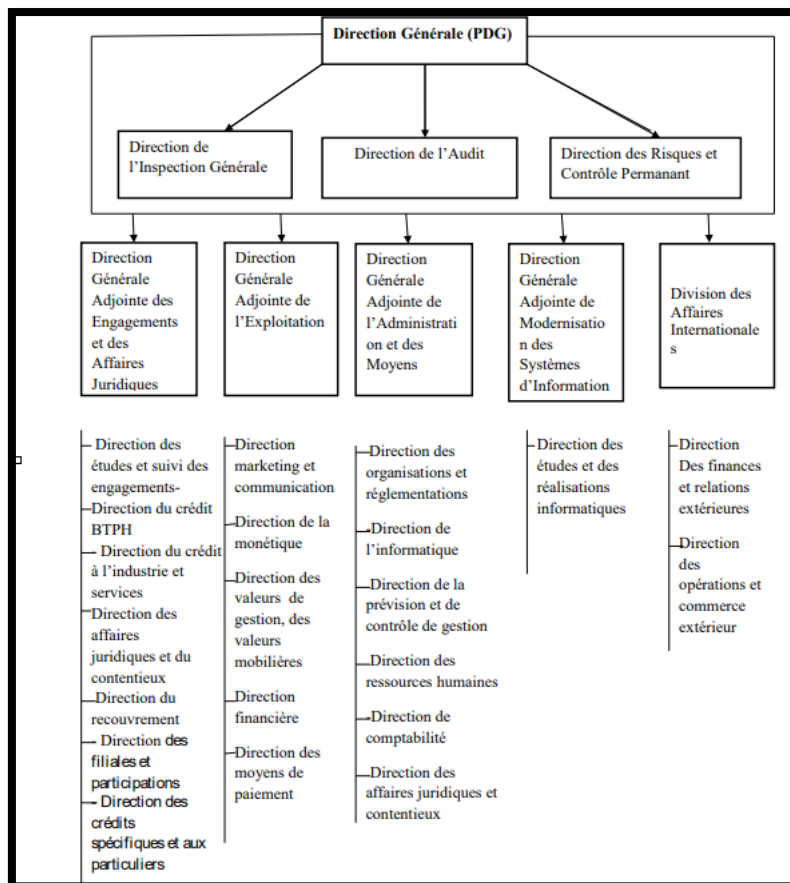 Direction Générale (PDG)
Direction de
l'Inspection Générale
Direction de l'Audit
Direction des Risques et
Contrôle Permanant
Direction
Générale
Adjointe des
Engagements
et des
Affaires
Juridiques
Direction
Générale
Adjointe de
l'Exploitation
Direction
Générale
Adjointe de
l'Administrati
on et des
Moyens
Direction
Générale
Adjointe de
Modernisatio
n des
Systèmes
d'Information
Division des
Affaires
Internationale
s
- Direction des
études et suivi des
engagements-
Direction du crédit
BTPH
- Direction du crédit
à l'industrie et
services
Direction des
affaires
juridiques et du
contentieux
Direction du
recouvrement
- Direction des
filiales et
participations
- Direction des
crédits
spécifiques et aux
particuliers
Direction
marketing et
communication
Direction de la
monétique
Direction des
valeurs de
gestion, des
valeurs
mobilières
Direction
financière
Direction des
moyens de
paiement
Direction des
organisations et
réglementations
Direction de
l'informatique
Direction de la
prévision et de
contrôle de gestion
Direction des
ressources humaines
Direction de
comptabilité
Direction des
affaires juridiques et
contentieux
Direction des
études et des
réalisations
informatiques
Direction
Des finances
et relations
extérieures
Direction
des
opérations et
commerce
extérieur